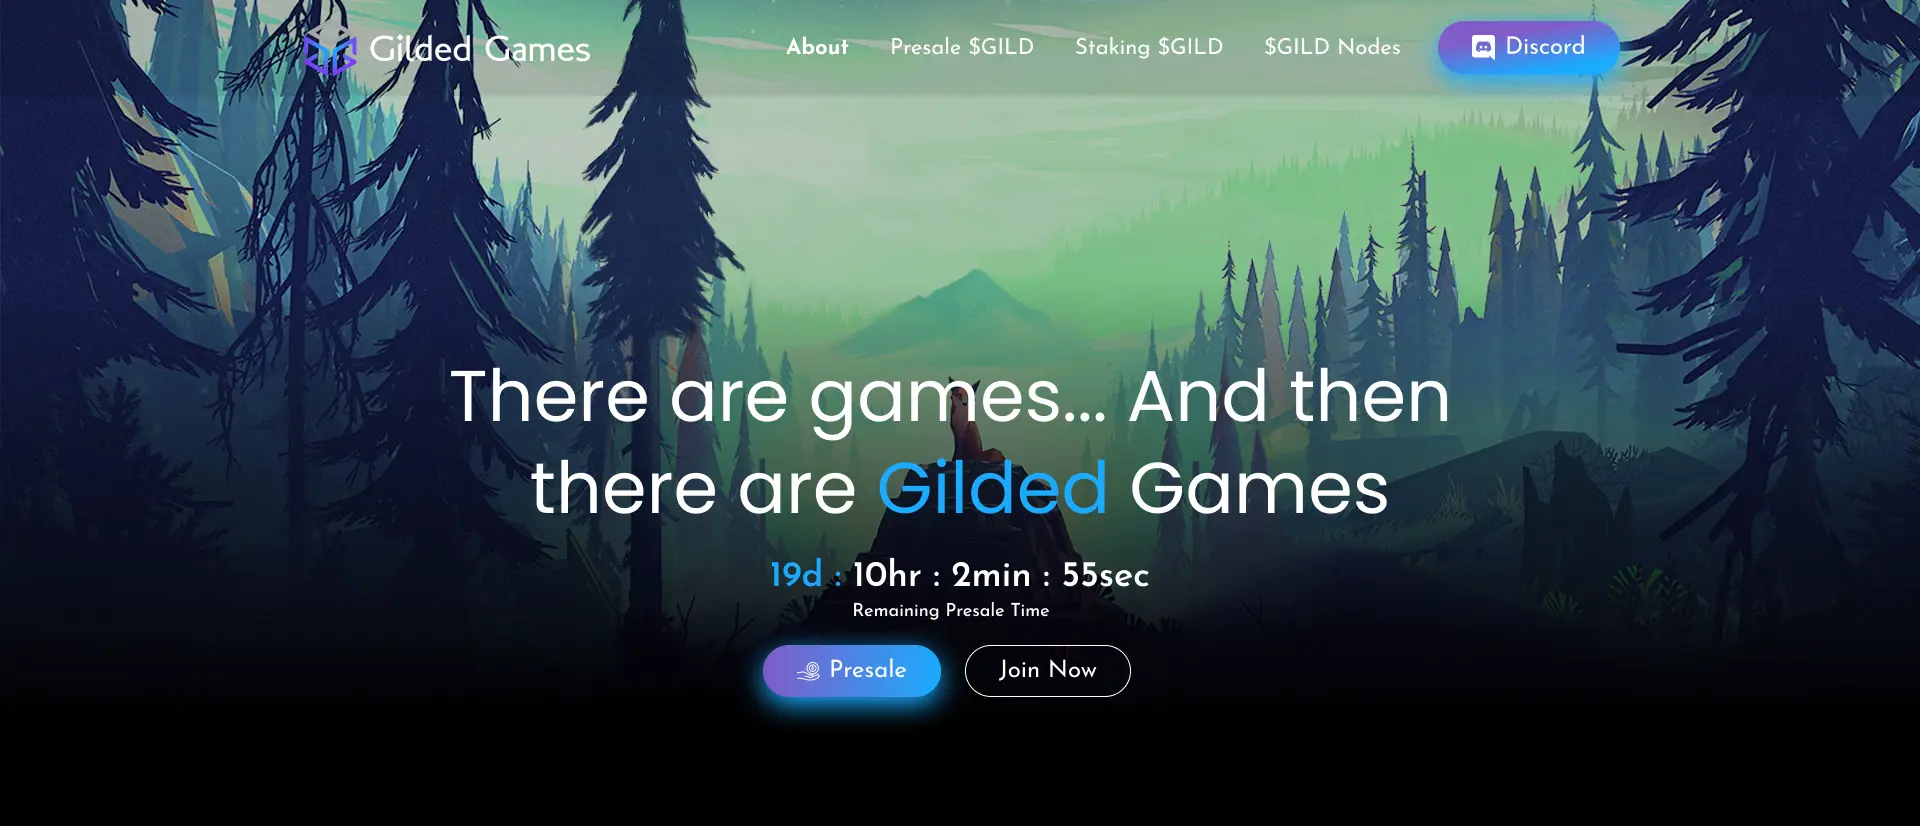 Gilded Games
About
Presale $GILD
Staking $GILD
$GILD Nodes
Discord
There are games... And then
there are Gilded Games
19d : 10hr : 2min : 55sec
Remaining Presale Time
Presale
Join Now